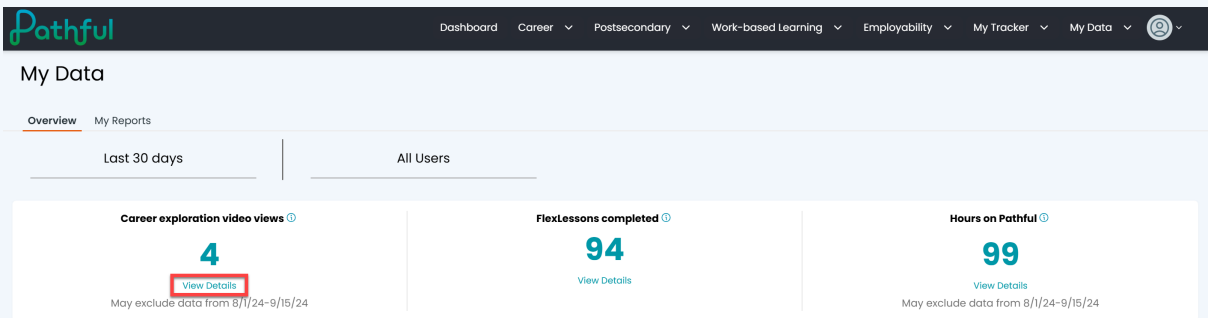 Pathful
Dashboard Career Postsecondary Work-based Learning Employability My Tracker My Data
My Data
Overview My Reports
Last 30 days All Users
Career exploration video views FlexLessons completed Hours on Pathful
4 94 99
View Details View Details View Details
May exclude data from 8/1/24-9/15/24 May exclude data from 8/1/24-9/15/24